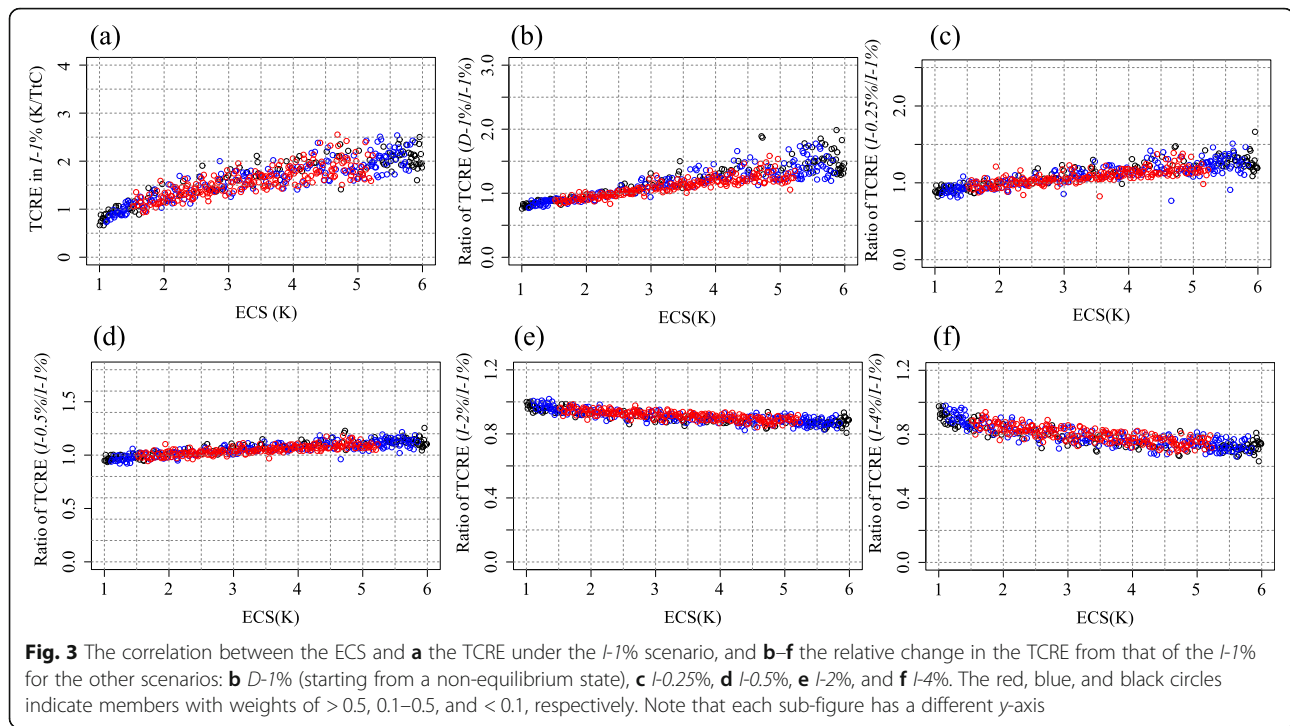 (a)
TCRE in I-1% (K/TtC)
4
3
2
1
0
1 2 3 4 5 6
ECS (K)
(b)
Ratio of TCRE (D-1%/I-1%)
3.0
2.0
1.0
0.0
1 2 3 4 5 6
ECS(K)
(c)
Ratio of TCRE (I-0.25%/I-1%)
2.0
1.0
0.0
1 2 3 4 5 6
ECS(K)
(d)
Ratio of TCRE (I-0.5%/I-1%)
1.5
1.0
0.5
0.0
1 2 3 4 5 6
ECS(K)
(e)
Ratio of TCRE (I-2%/I-1%)
1.2
0.8
0.4
0.0
1 2 3 4 5 6
ECS(K)
(f)
Ratio of TCRE (I-4%/I-1%)
1.2
0.8
0.4
0.0
1 2 3 4 5 6
ECS(K)
Fig. 3 The correlation between the ECS and a the TCRE under the I-1% scenario, and b–f the relative change in the TCRE from that of the I-1%
for the other scenarios: b D-1% (starting from a non-equilibrium state), c I-0.25%, d I-0.5%, e I-2%, and f I-4%. The red, blue, and black circles
indicate members with weights of > 0.5, 0.1–0.5, and < 0.1, respectively. Note that each sub-figure has a different y-axis